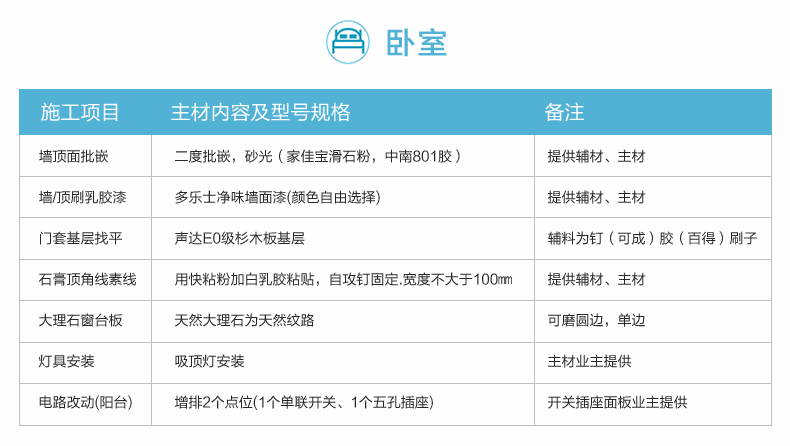 卧室
施工项目 主材内容及型号规格 备注
墙顶面批嵌 二度批嵌，砂光（家佳宝滑石粉，中南801胶） 提供辅材、主材
墙/顶刷乳胶漆 多乐士净味墙面漆(颜色自由选择) 提供辅材、主材
门套基层找平 声达E0级杉木板基层 辅料为钉（可成）胶（百得）刷子
石膏顶角线素线 用快粘粉加白乳胶粘贴，自攻钉固定.宽度不大于100㎜ 提供辅材、主材
大理石窗台板 天然大理石为天然纹路 可磨圆边，单边
灯具安装 吸顶灯安装 主材业主提供
电路改动(阳台) 增排2个点位(1个单联开关、1个五孔插座) 开关插座面板业主提供